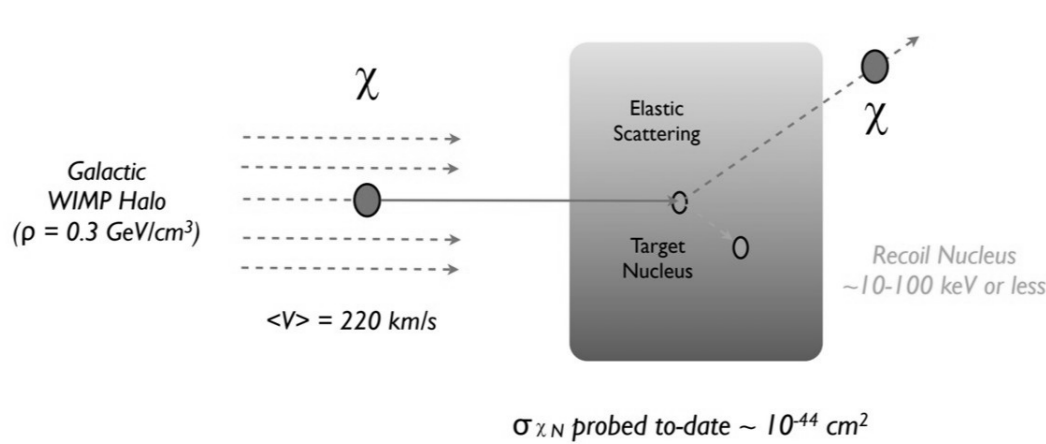 χ
Galactic
WIMP Halo
(ρ = 0.3 GeV/cm³)
<V> = 220 km/s
Elastic
Scattering
Target
Nucleus
χ
Recoil Nucleus
~10-100 keV or less
σ χ N probed to-date ~ 10⁻⁴⁴ cm²